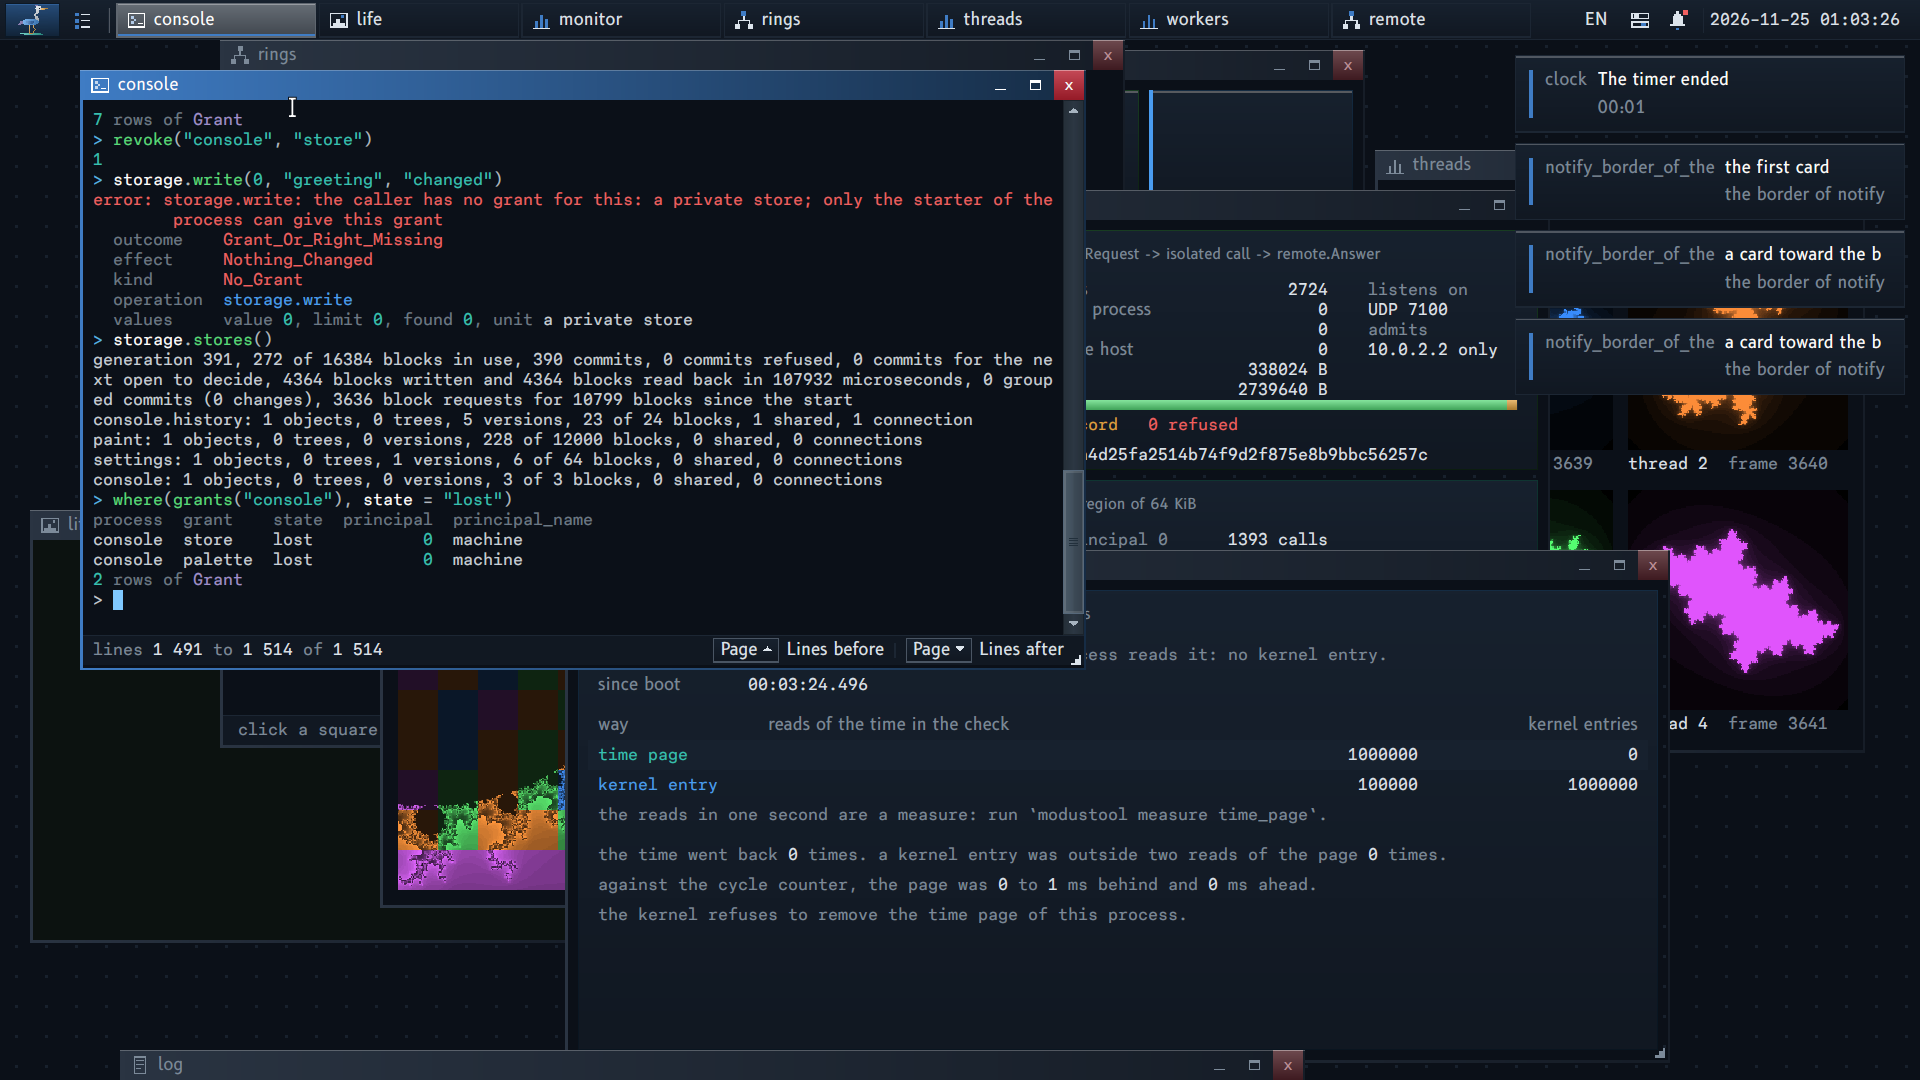 console
life
monitor
rings
threads
workers
remote
EN
2026-11-25 01:03:26
rings
console
7 rows of Grant
> revoke("console", "store")
1
> storage.write(0, "greeting", "changed")
error: storage.write: the caller has no grant for this: a private store; only the starter of the
process can give this grant
outcome Grant_Or_Right_Missing
effect Nothing_Changed
kind No_Grant
operation storage.write
values value 0, limit 0, found 0, unit a private store
> storage.stores()
generation 391, 272 of 16384 blocks in use, 390 commits, 0 commits refused, 0 commits for the ne
xt open to decide, 4364 blocks written and 4364 blocks read back in 107932 microseconds, 0 group
ed commits (0 changes), 3636 block requests for 10799 blocks since the start
console.history: 1 objects, 0 trees, 5 versions, 23 of 24 blocks, 1 shared, 1 connection
paint: 1 objects, 0 trees, 0 versions, 228 of 12000 blocks, 0 shared, 0 connections
settings: 1 objects, 0 trees, 1 versions, 6 of 64 blocks, 0 shared, 0 connections
console: 1 objects, 0 trees, 0 versions, 3 of 3 blocks, 0 shared, 0 connections
> where(grants("console"), state = "lost")
process grant state principal principal_name
console store lost 0 machine
console palette lost 0 machine
2 rows of Grant
>
lines 1 491 to 1 514 of 1 514
Page Lines before
Page Lines after
clock The timer ended
00:01
notify_border_of_the the first card
the border of notify
notify_border_of_the a card toward the b
the border of notify
notify_border_of_the a card toward the b
the border of notify
threads
Request -> isolated call -> remote.Answer
2724 listens on
process 0 UDP 7100
0 admits
e host 0 10.0.2.2 only
338024 B
2739640 B
ord 0 refused
4d25fa2514b74f9d2f875e8b9bbc56257c
egion of 64 KiB
ncipal 0 1393 calls
3639
thread 2 frame 3640
ad 4 frame 3641
li
click a square
s
cess reads it: no kernel entry.
since boot 00:03:24.496
way reads of the time in the check kernel entries
time page 1000000 0
kernel entry 100000 1000000
the reads in one second are a measure: run `modustool measure time_page`.
the time went back 0 times. a kernel entry was outside two reads of the page 0 times.
against the cycle counter, the page was 0 to 1 ms behind and 0 ms ahead.
the kernel refuses to remove the time page of this process.
log